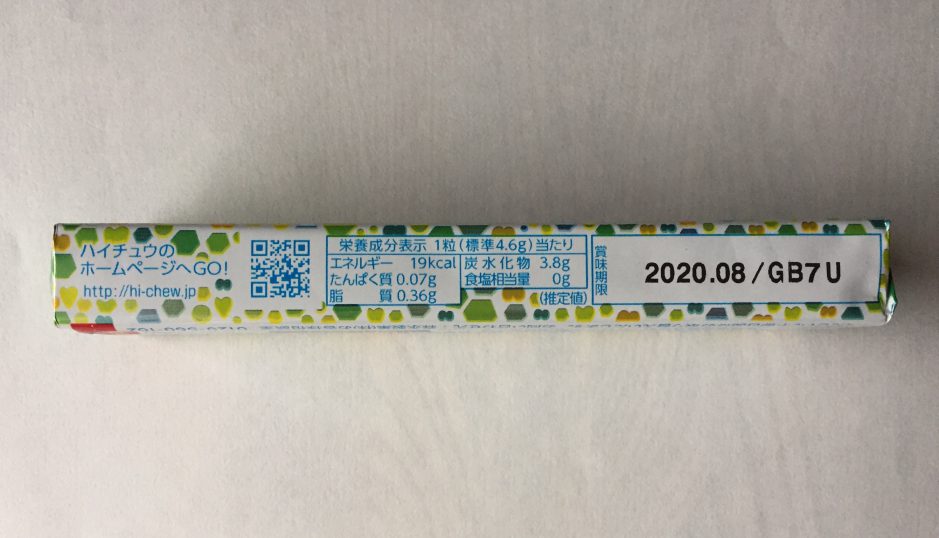 ハイチュウの
ホームページへGO!
http://hi-chew.jp
栄養成分表示 1粒(標準4.6g)当たり
エネルギー 19kcal 炭水化物 3.8g
たんぱく質 0.07g 食塩相当量 0g
脂質 0.36g (推定値)
賞味期限
2020.08/GB7U